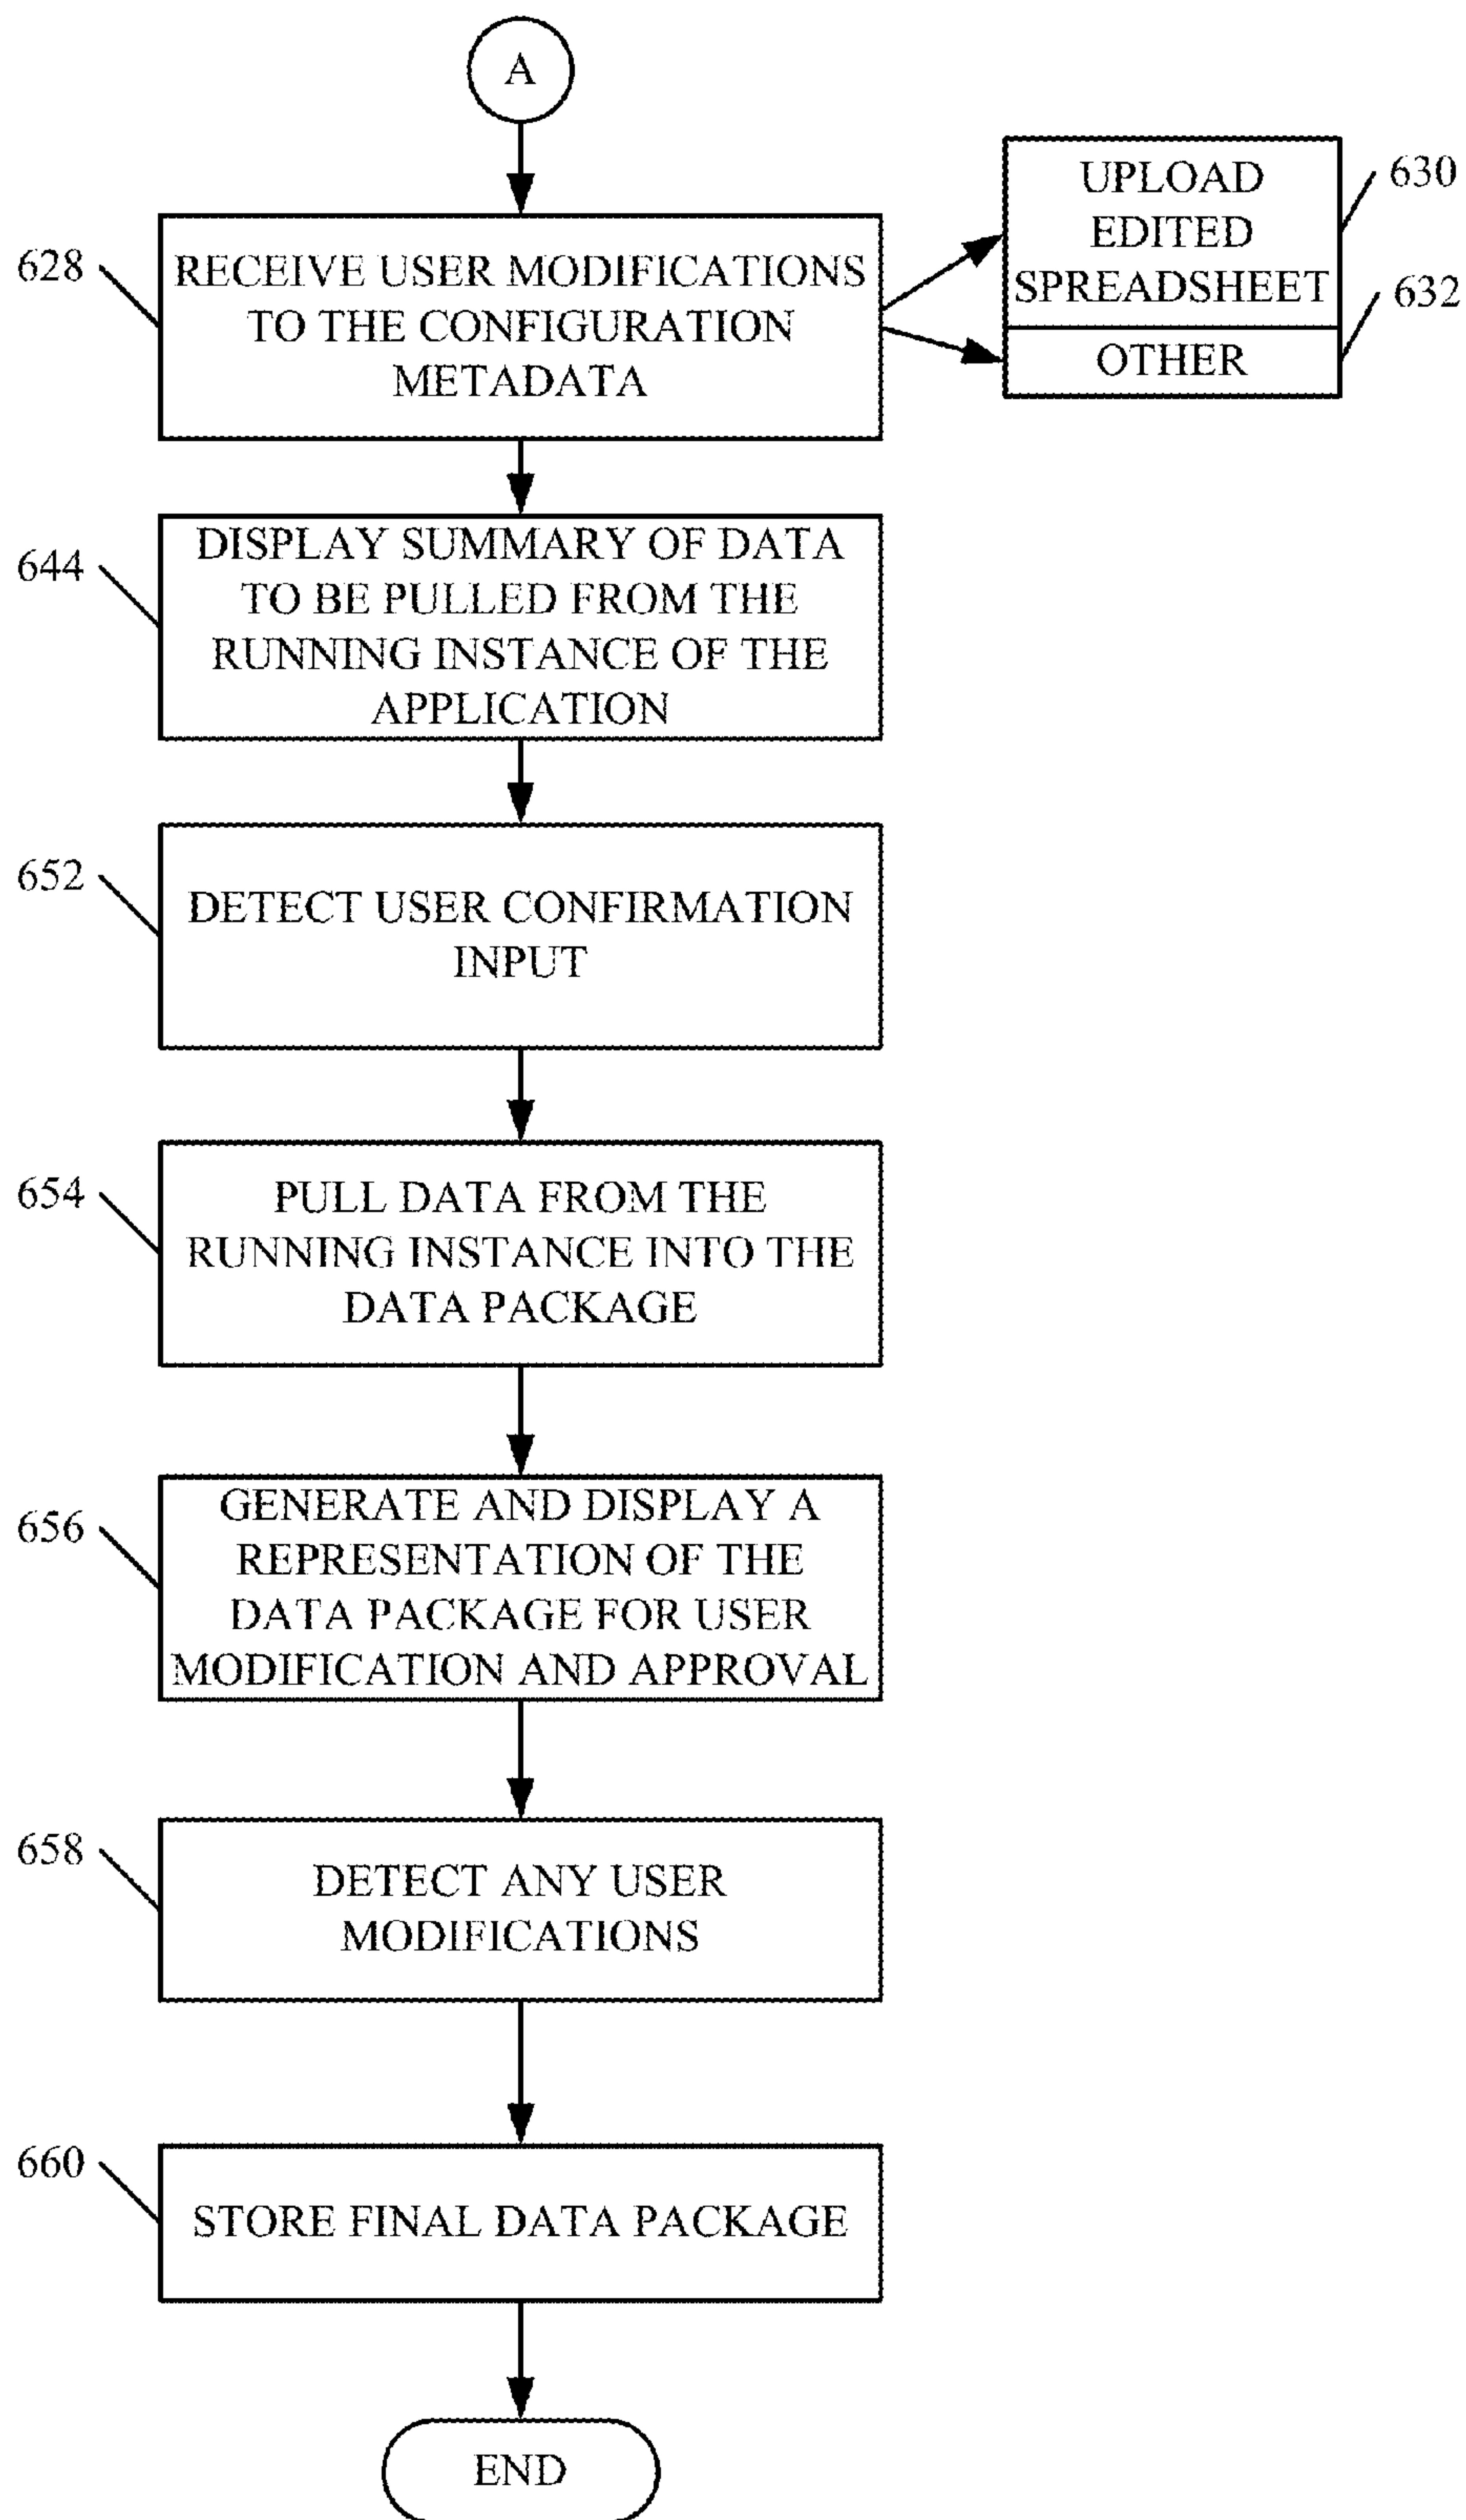 A
UPLOAD
EDITED
SPREADSHEET
630
OTHER
632
628
RECEIVE USER MODIFICATIONS
TO THE CONFIGURATION
METADATA
644
DISPLAY SUMMARY OF DATA
TO BE PULLED FROM THE
RUNNING INSTANCE OF THE
APPLICATION
652
DETECT USER CONFIRMATION
INPUT
654
PULL DATA FROM THE
RUNNING INSTANCE INTO THE
DATA PACKAGE
656
GENERATE AND DISPLAY A
REPRESENTATION OF THE
DATA PACKAGE FOR USER
MODIFICATION AND APPROVAL
658
DETECT ANY USER
MODIFICATIONS
660
STORE FINAL DATA PACKAGE
END